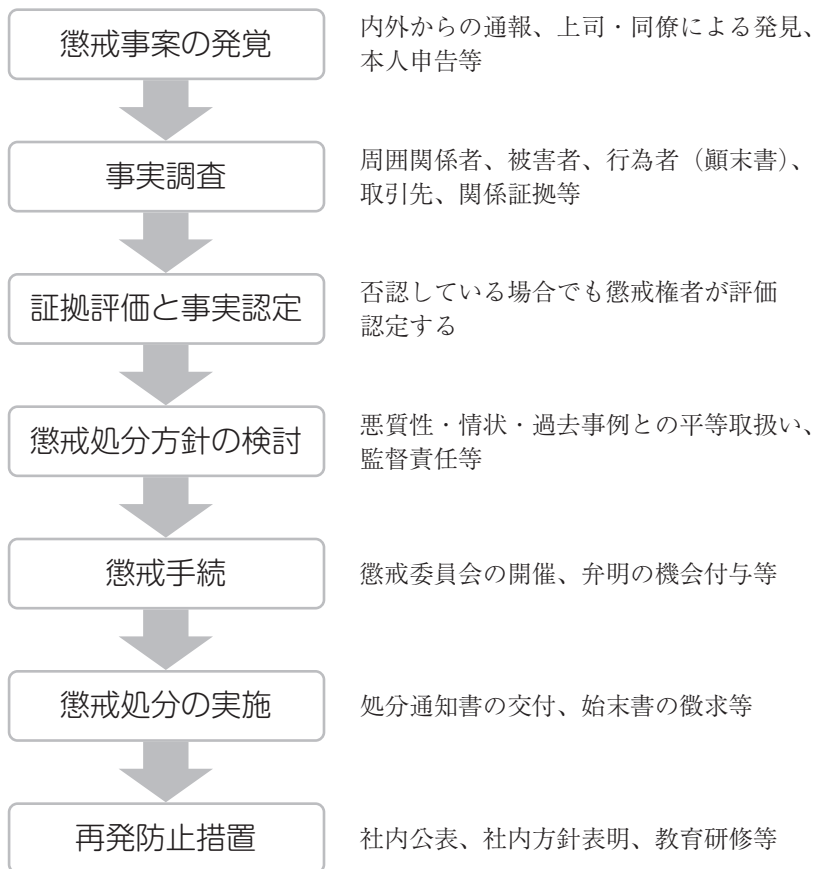 懲戒事案の発覚
内外からの通報、上司・同僚による発見、
本人申告等
事実調査
周囲関係者、被害者、行為者（顚末書）、
取引先、関係証拠等
証拠評価と事実認定
否認している場合でも懲戒権者が評価
認定する
懲戒処分方針の検討
悪質性・情状・過去事例との平等取扱い、
監督責任等
懲戒手続
懲戒委員会の開催、弁明の機会付与等
懲戒処分の実施
処分通知書の交付、始末書の徴求等
再発防止措置
社内公表、社内方針表明、教育研修等